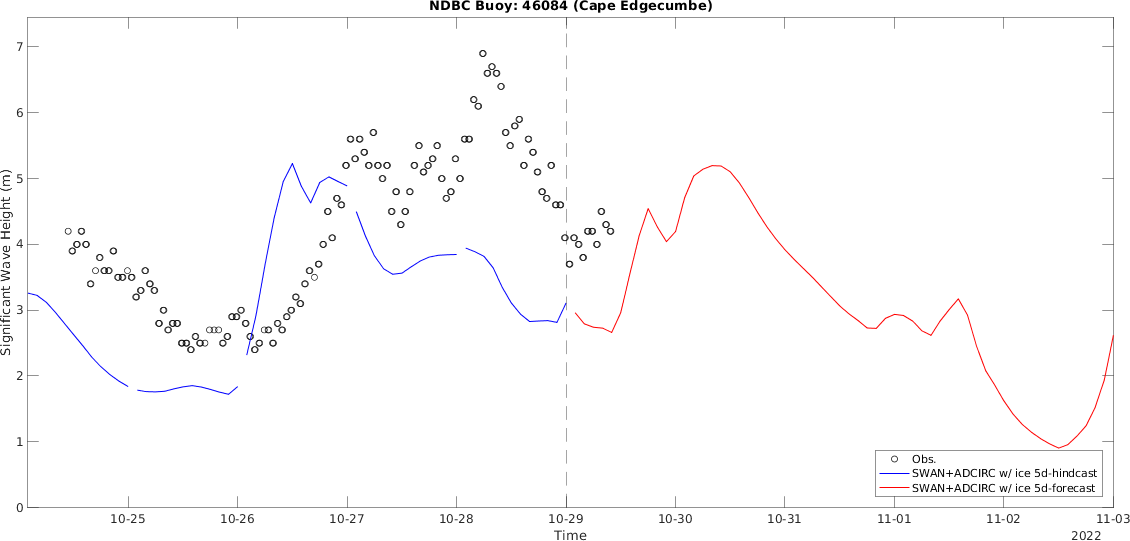 NDBC Buoy: 46084 (Cape Edgecumbe)
Significant Wave Height (m)
7
6
5
4
3
2
1
0
Obs.
SWAN+ADCIRC w/ ice 5d-hindcast
SWAN+ADCIRC w/ ice 5d-forecast
10-25 10-26 10-27 10-28 10-29 10-30 10-31 11-01 11-02 11-03
Time
2022